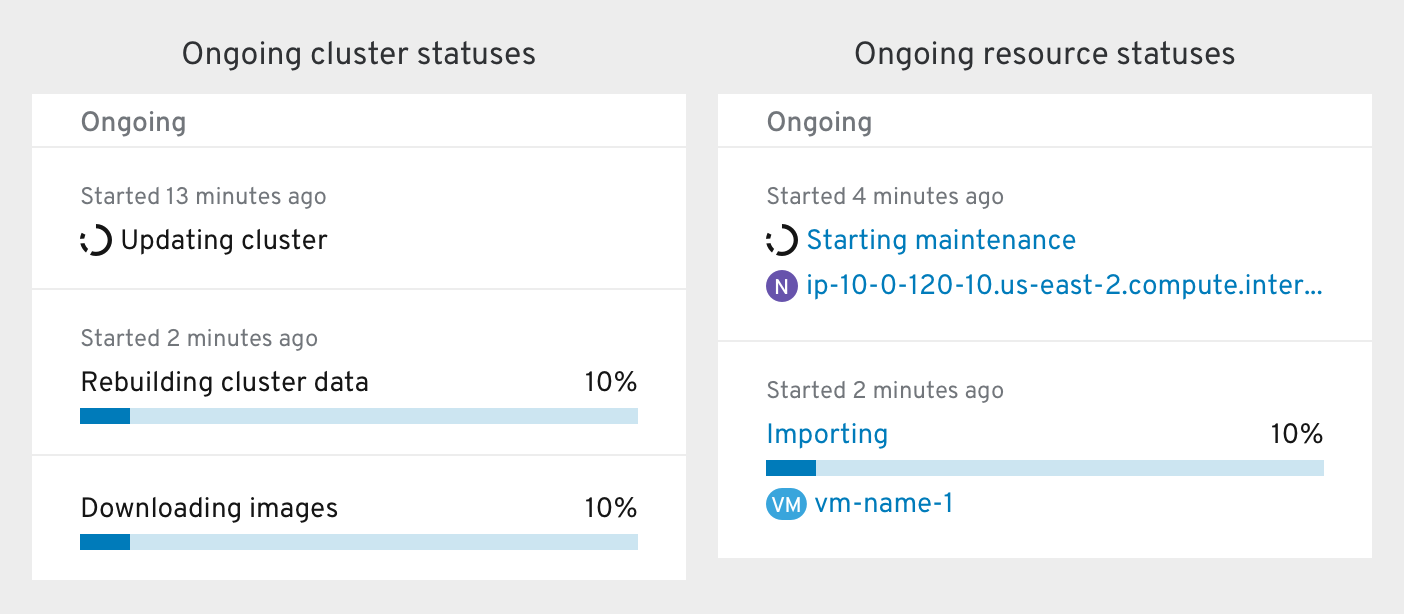 Ongoing cluster statuses
Ongoing
Started 13 minutes ago
Updating cluster
Started 2 minutes ago
Rebuilding cluster data 10%
Downloading images 10%
Ongoing resource statuses
Ongoing
Started 4 minutes ago
Starting maintenance
N ip-10-0-120-10.us-east-2.compute.inter...
Started 2 minutes ago
Importing 10%
VM vm-name-1